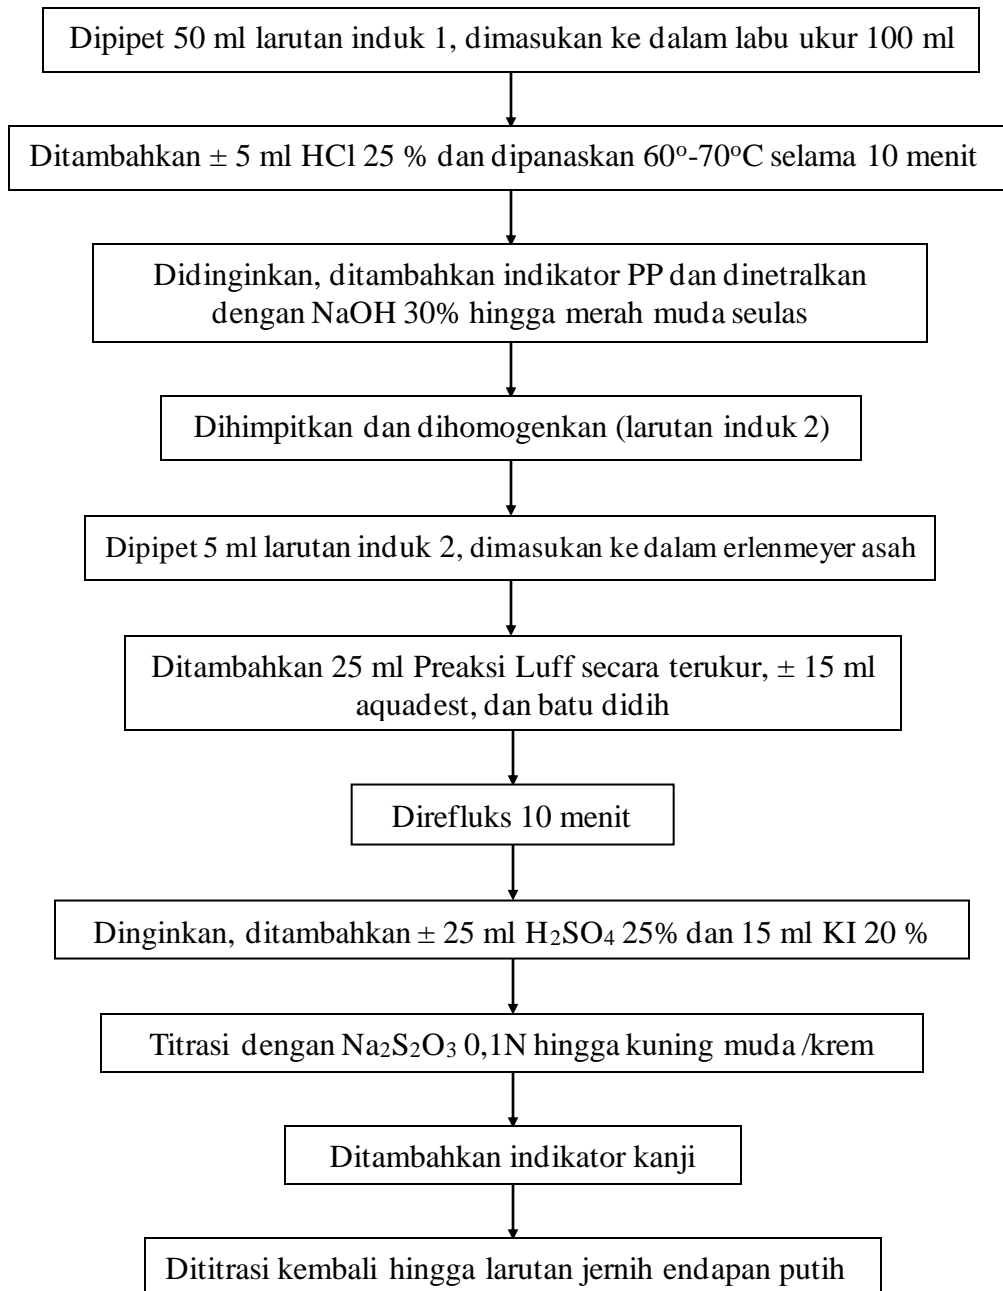 Dipipet 50 ml larutan induk 1, dimasukan ke dalam labu ukur 100 ml
Ditambahkan ± 5 ml HCl 25 % dan dipanaskan 60°-70°C selama 10 menit
Didinginkan, ditambahkan indikator PP dan dinetralkan
dengan NaOH 30% hingga merah muda seulas
Dihimpitkan dan dihomogenkan (larutan induk 2)
Dipipet 5 ml larutan induk 2, dimasukan ke dalam erlenmeyer asah
Ditambahkan 25 ml Preaksi Luff secara terukur, ± 15 ml
aquadest, dan batu didih
Direfluks 10 menit
Dinginkan, ditambahkan ± 25 ml H₂SO₄ 25% dan 15 ml KI 20 %
Titrasi dengan Na₂S₂O₃ 0,1N hingga kuning muda /krem
Ditambahkan indikator kanji
Dititrasi kembali hingga larutan jernih endapan putih